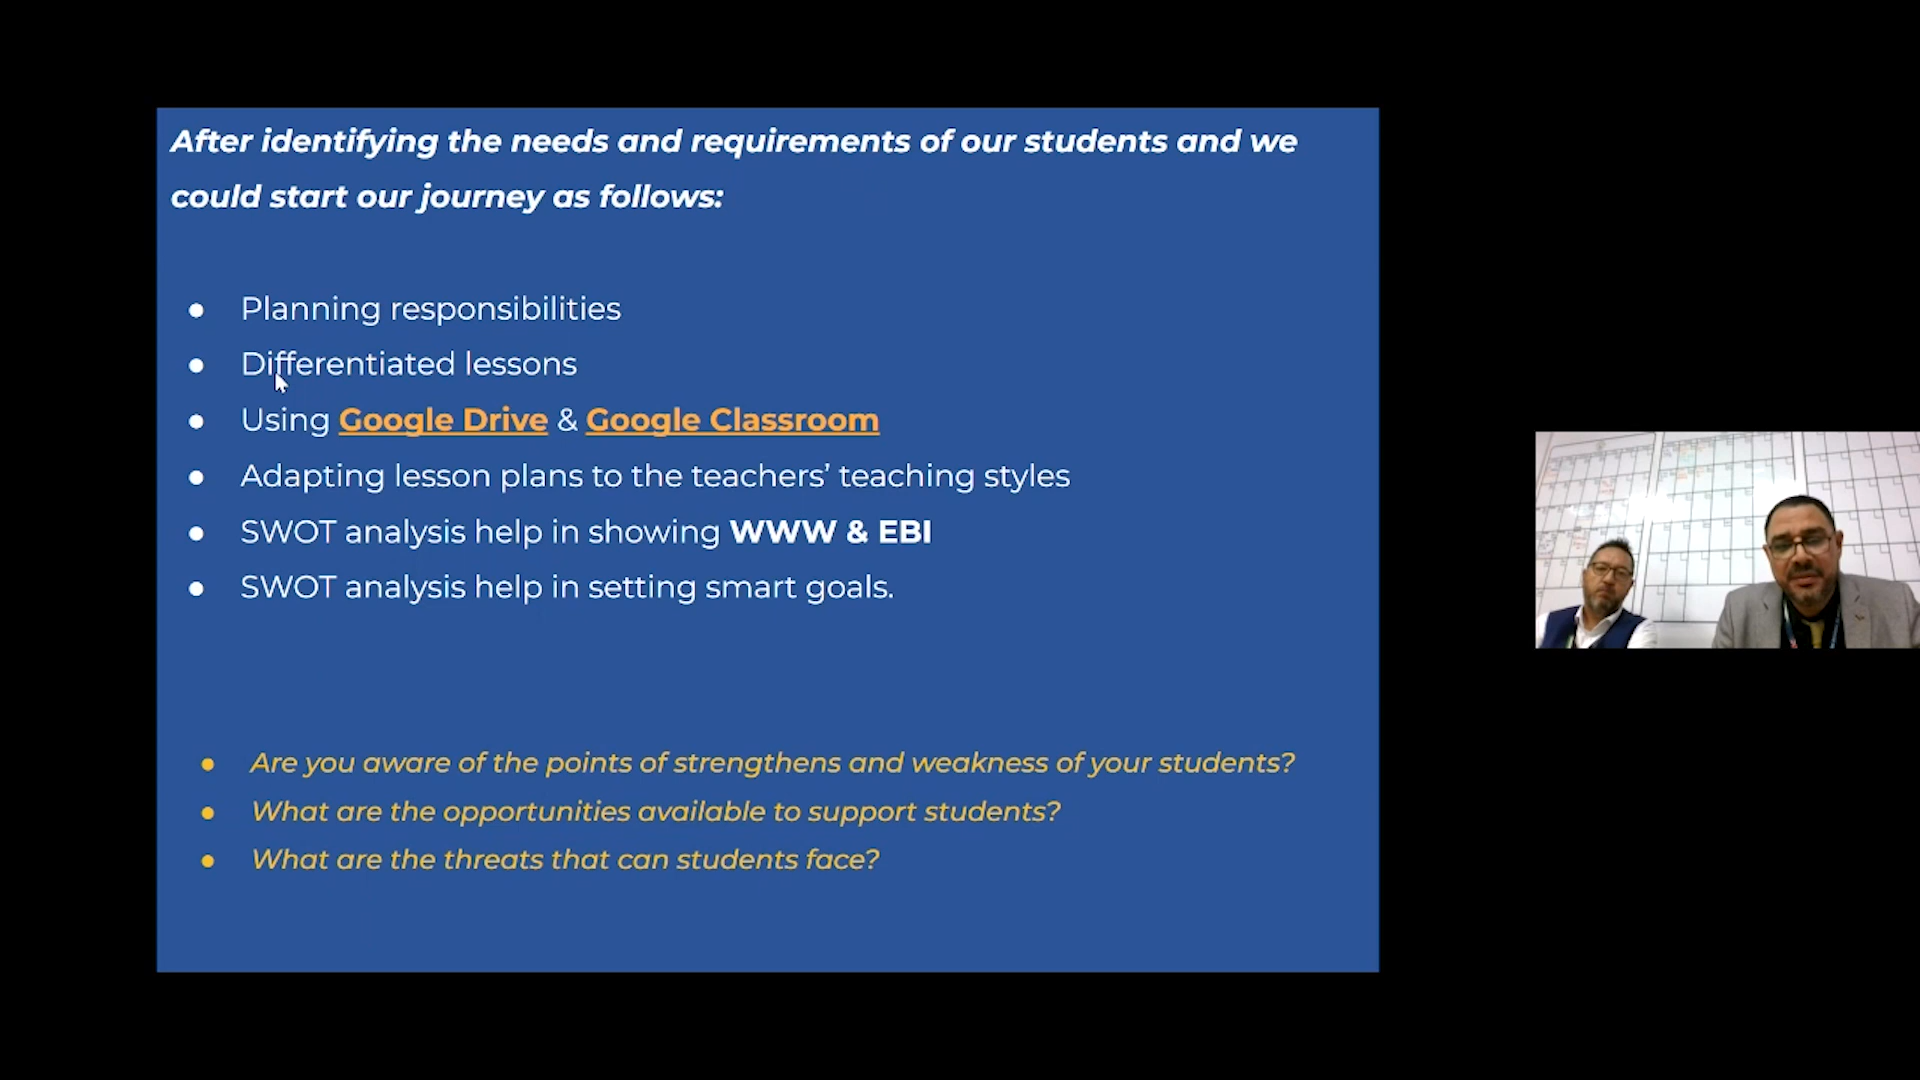 After identifying the needs and requirements of our students and we
could start our journey as follows:
● Planning responsibilities
● Differentiated lessons
● Using Google Drive & Google Classroom
● Adapting lesson plans to the teachers’ teaching styles
● SWOT analysis help in showing WWW & EBI
● SWOT analysis help in setting smart goals.
● Are you aware of the points of strengthens and weakness of your students?
● What are the opportunities available to support students?
● What are the threats that can students face?